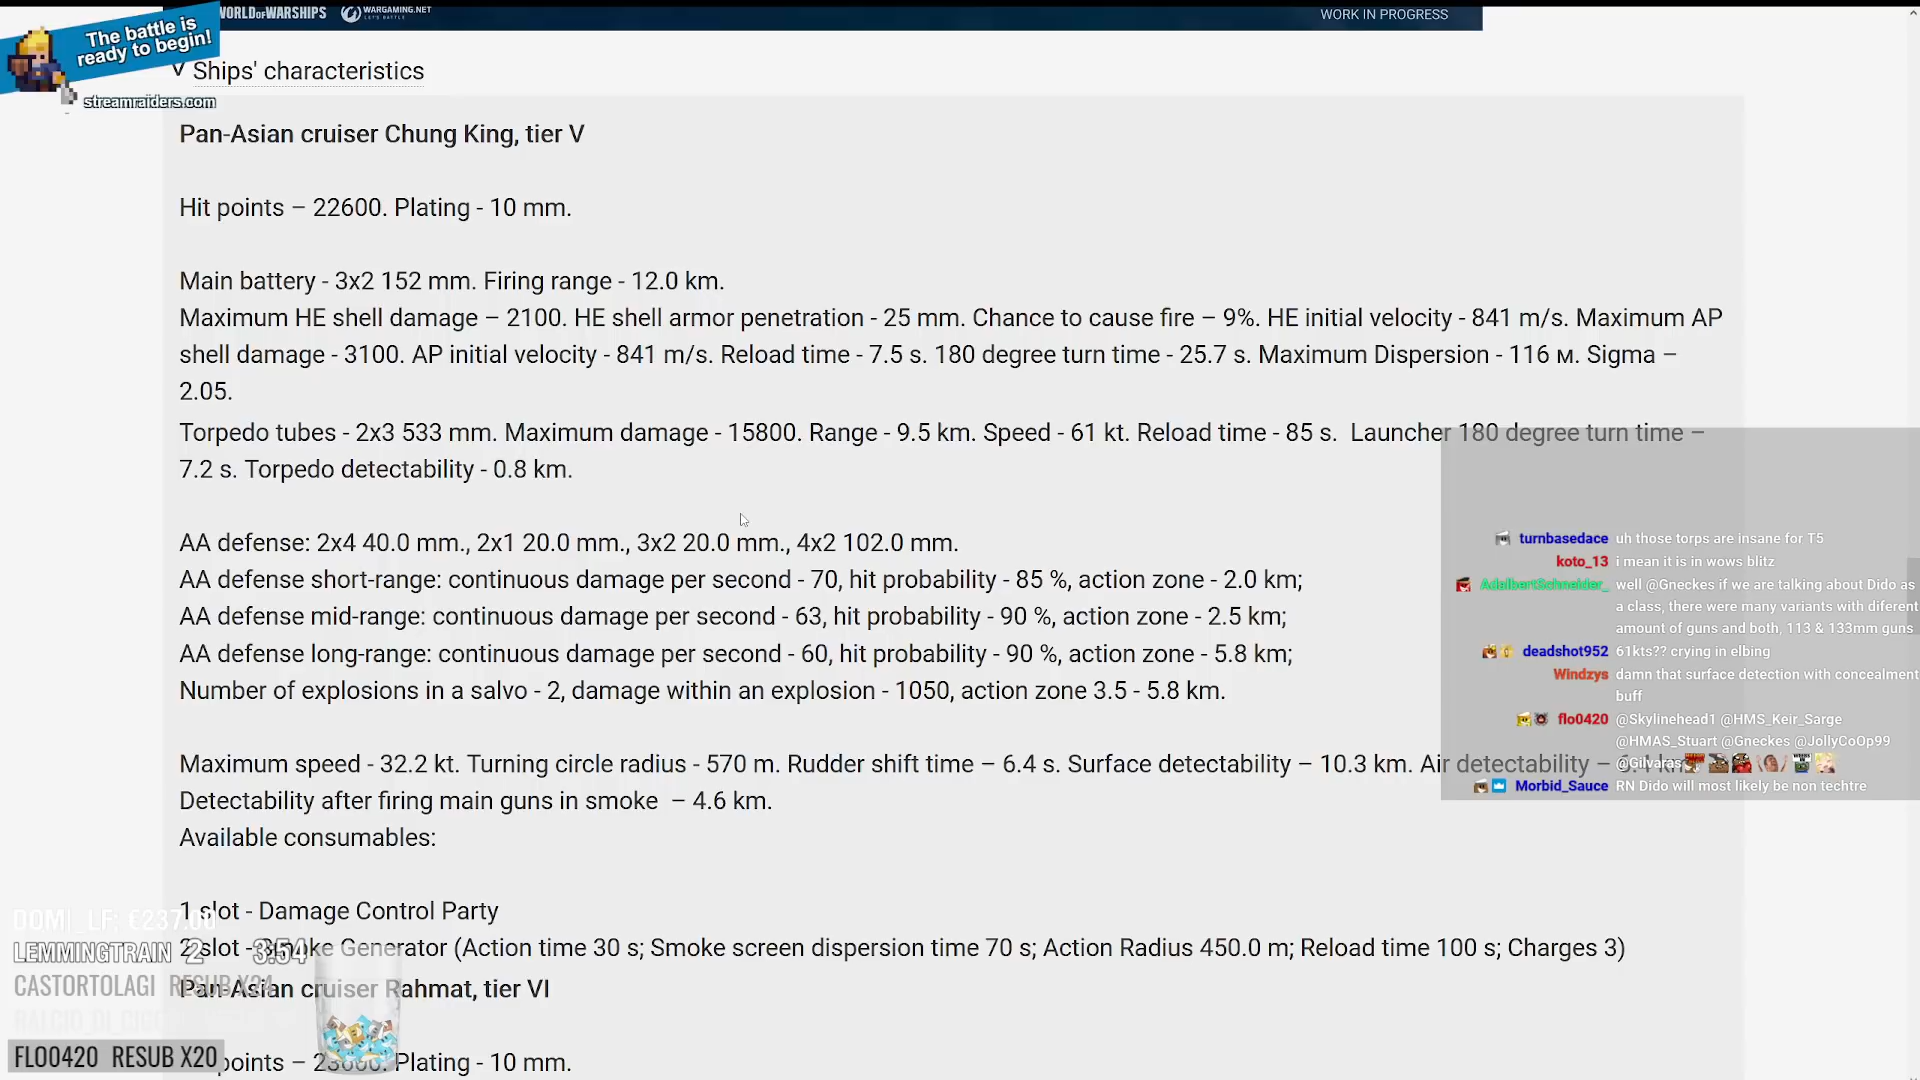 The battle is
ready to begin!
streamraiders.com
WORLD OF WARSHIPS
WARGAMING.NET
LET'S BATTLE
WORK IN PROGRESS
Ships' characteristics
Pan-Asian cruiser Chung King, tier V
Hit points – 22600. Plating - 10 mm.
Main battery - 3x2 152 mm. Firing range - 12.0 km.
Maximum HE shell damage – 2100. HE shell armor penetration - 25 mm. Chance to cause fire – 9%. HE initial velocity - 841 m/s. Maximum AP
shell damage - 3100. AP initial velocity - 841 m/s. Reload time - 7.5 s. 180 degree turn time - 25.7 s. Maximum Dispersion - 116 м. Sigma –
2.05.
Torpedo tubes - 2x3 533 mm. Maximum damage - 15800. Range - 9.5 km. Speed - 61 kt. Reload time - 85 s. Launcher 180 degree turn time –
7.2 s. Torpedo detectability - 0.8 km.
AA defense: 2x4 40.0 mm., 2x1 20.0 mm., 3x2 20.0 mm., 4x2 102.0 mm.
AA defense short-range: continuous damage per second - 70, hit probability - 85 %, action zone - 2.0 km;
AA defense mid-range: continuous damage per second - 63, hit probability - 90 %, action zone - 2.5 km;
AA defense long-range: continuous damage per second - 60, hit probability - 90 %, action zone - 5.8 km;
Number of explosions in a salvo - 2, damage within an explosion - 1050, action zone 3.5 - 5.8 km.
Maximum speed - 32.2 kt. Turning circle radius - 570 m. Rudder shift time – 6.4 s. Surface detectability – 10.3 km. Air detectability –
Detectability after firing main guns in smoke – 4.6 km.
Available consumables:
1 slot - Damage Control Party
2 slot - Smoke Generator (Action time 30 s; Smoke screen dispersion time 70 s; Action Radius 450.0 m; Reload time 100 s; Charges 3)
Pan-Asian cruiser Rahmat, tier VI
points – 23600. Plating - 10 mm.
turnbasedace uh those torps are insane for T5
koto_13 i mean it is in wows blitz
AdalbertSchneider_ well @Gneckes if we are talking about Dido as
a class, there were many variants with diferent
amount of guns and both, 113 & 133mm guns
deadshot952 61kts?? crying in elbing
Windzys damn that surface detection with concealment
buff
flo0420 @Skylinehead1 @HMS_Keir_Sarge
@HMAS_Stuart @Gneckes @JollyCoOp99
@Gilvaras
Morbid_Sauce RN Dido will most likely be non techtre
DOMI_LF: €237.00
LEMMINGTRAIN 2 3:54
CASTORTOLAGI RESUB X24
FLO0420 RESUB X20